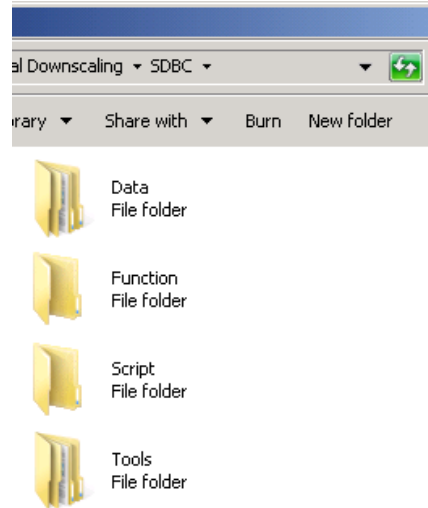 al Downscaling SDBC
rary Share with Burn New folder
Data
File folder
Function
File folder
Script
File folder
Tools
File folder